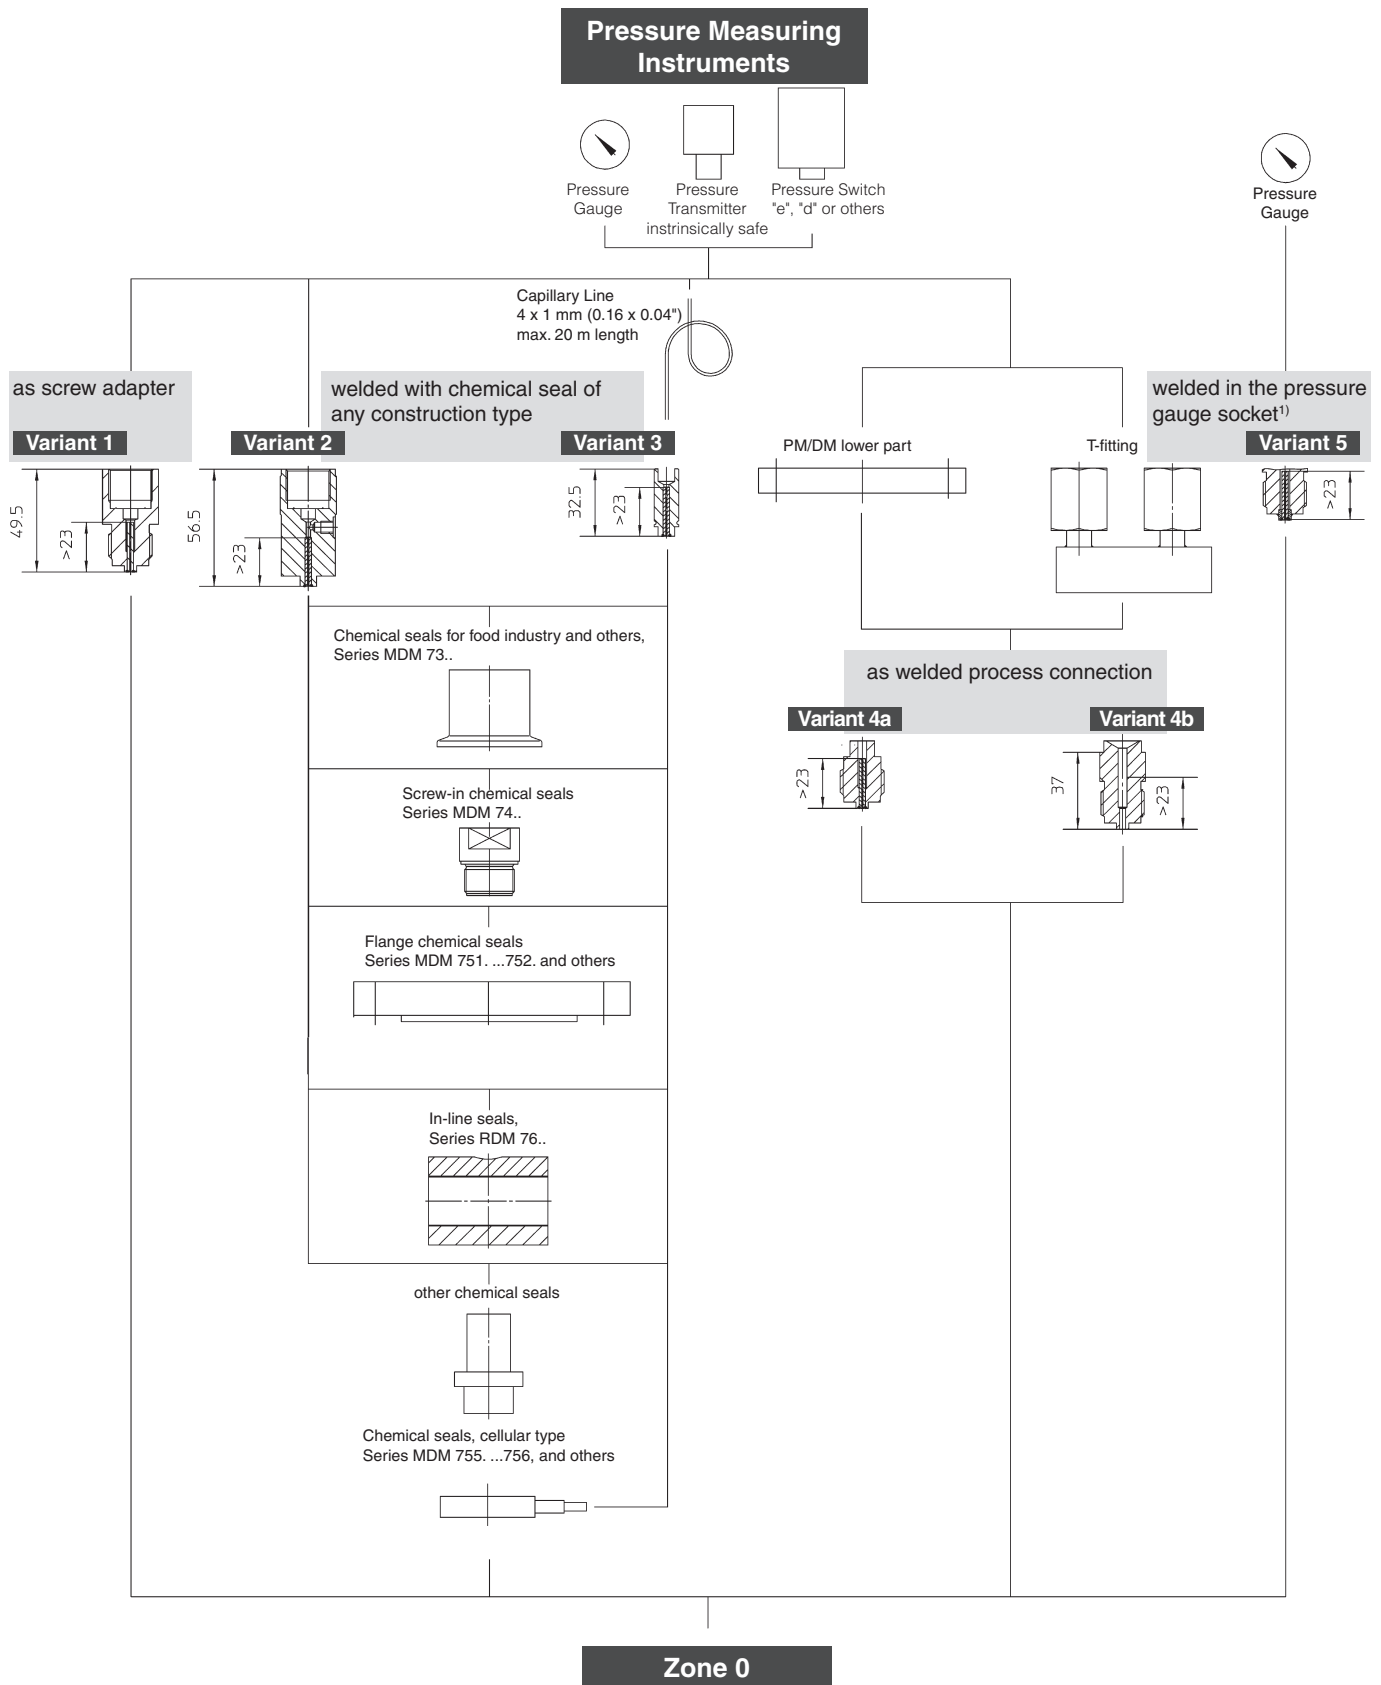 Pressure Measuring
Instruments
Pressure
Gauge
Pressure
Transmitter
instrinsically safe
Pressure Switch
"e", "d" or others
Pressure
Gauge
Capillary Line
4 x 1 mm (0.16 x 0.04")
max. 20 m length
as screw adapter
Variant 1
welded with chemical seal of
any construction type
Variant 2
Variant 3
welded in the pressure
gauge socket1)
Variant 5
PM/DM lower part
T-fitting
49.5
>23
56.5
>23
32.5
>23
>23
Chemical seals for food industry and others,
Series MDM 73..
as welded process connection
Variant 4a
Variant 4b
>23
37
>23
Screw-in chemical seals
Series MDM 74..
Flange chemical seals
Series MDM 751. ...752. and others
In-line seals,
Series RDM 76..
other chemical seals
Chemical seals, cellular type
Series MDM 755. ...756, and others
Zone 0